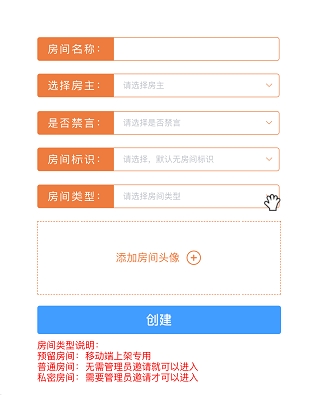 房间名称：
选择房主： 请选择房主
是否禁言： 请选择是否禁言
房间标识： 请选择，默认无房间标识
房间类型： 请选择房间类型
添加房间头像
创建
房间类型说明：
预留房间：移动端上架专用
普通房间：无需管理员邀请就可以进入
私密房间：需要管理员邀请才可以进入